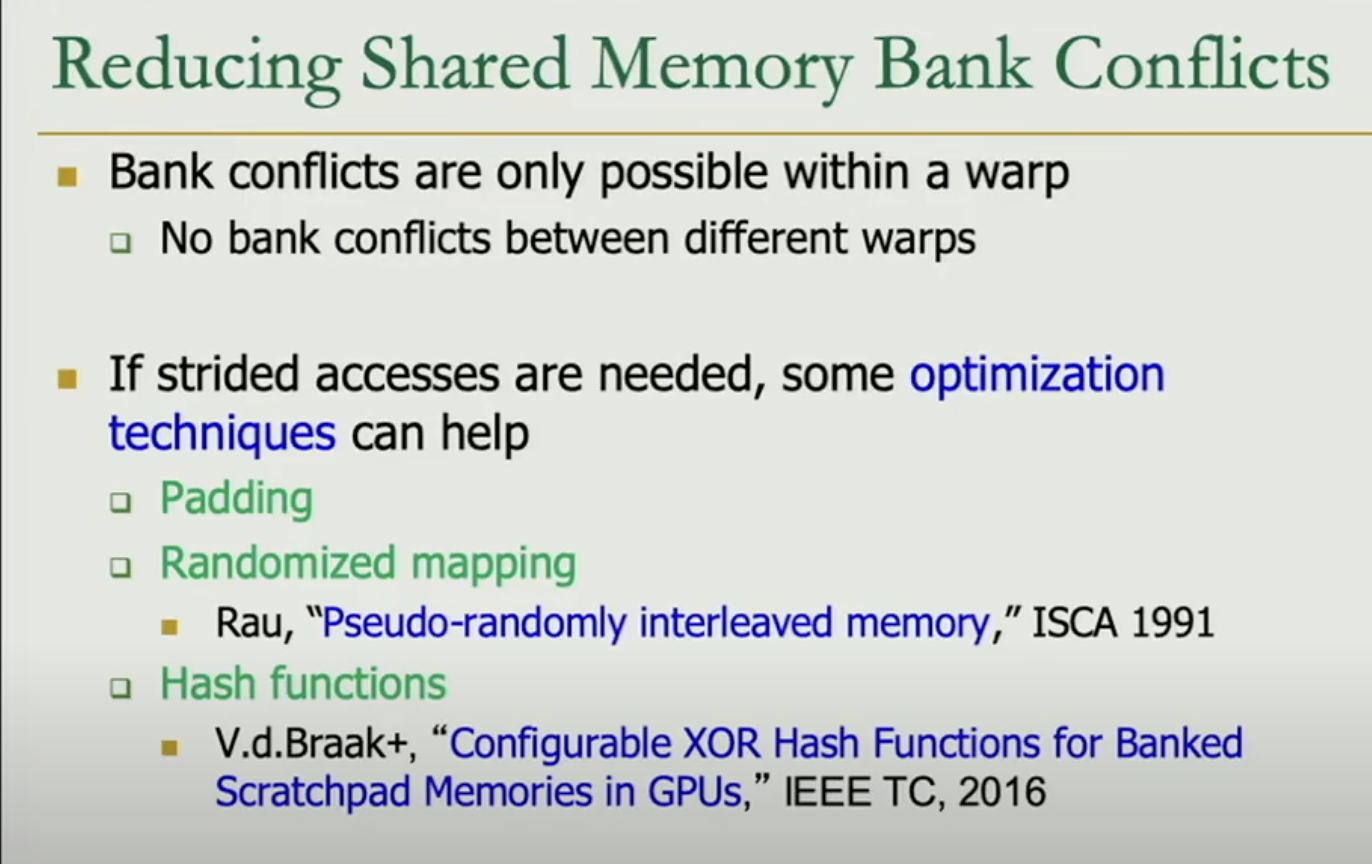 Reducing Shared Memory Bank Conflicts
Bank conflicts are only possible within a warp
No bank conflicts between different warps
If strided accesses are needed, some optimization
techniques can help
Padding
Randomized mapping
Rau, “Pseudo-randomly interleaved memory,” ISCA 1991
Hash functions
V.d.Braak+, “Configurable XOR Hash Functions for Banked
Scratchpad Memories in GPUs,” IEEE TC, 2016